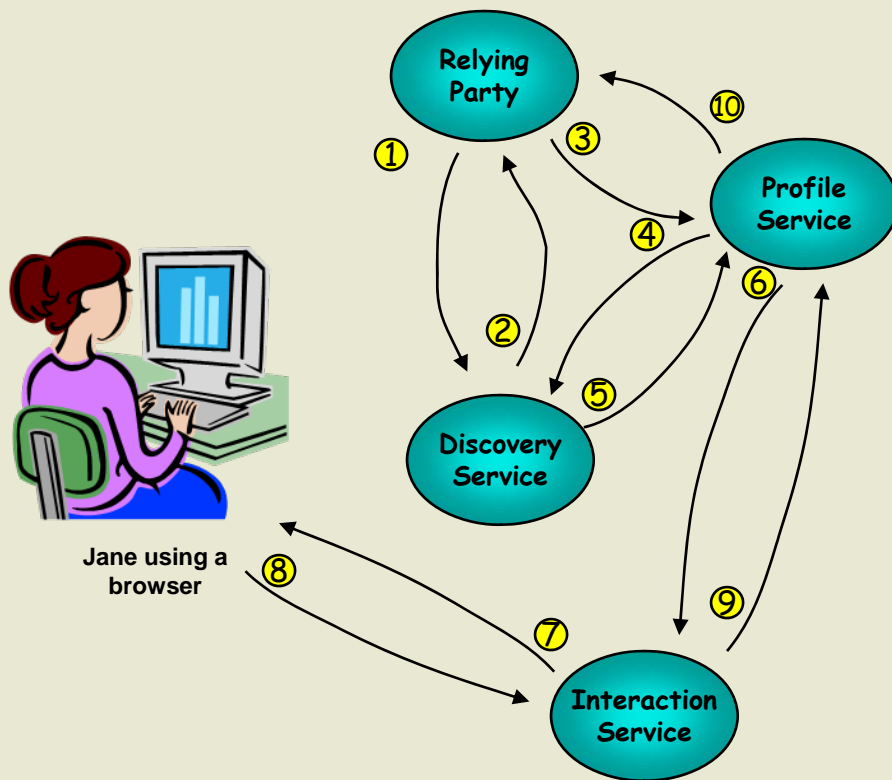 Relying
Party
10
1
3
Profile
Service
4
6
2
5
Discovery
Service
Jane using a
browser
8
7
9
Interaction
Service